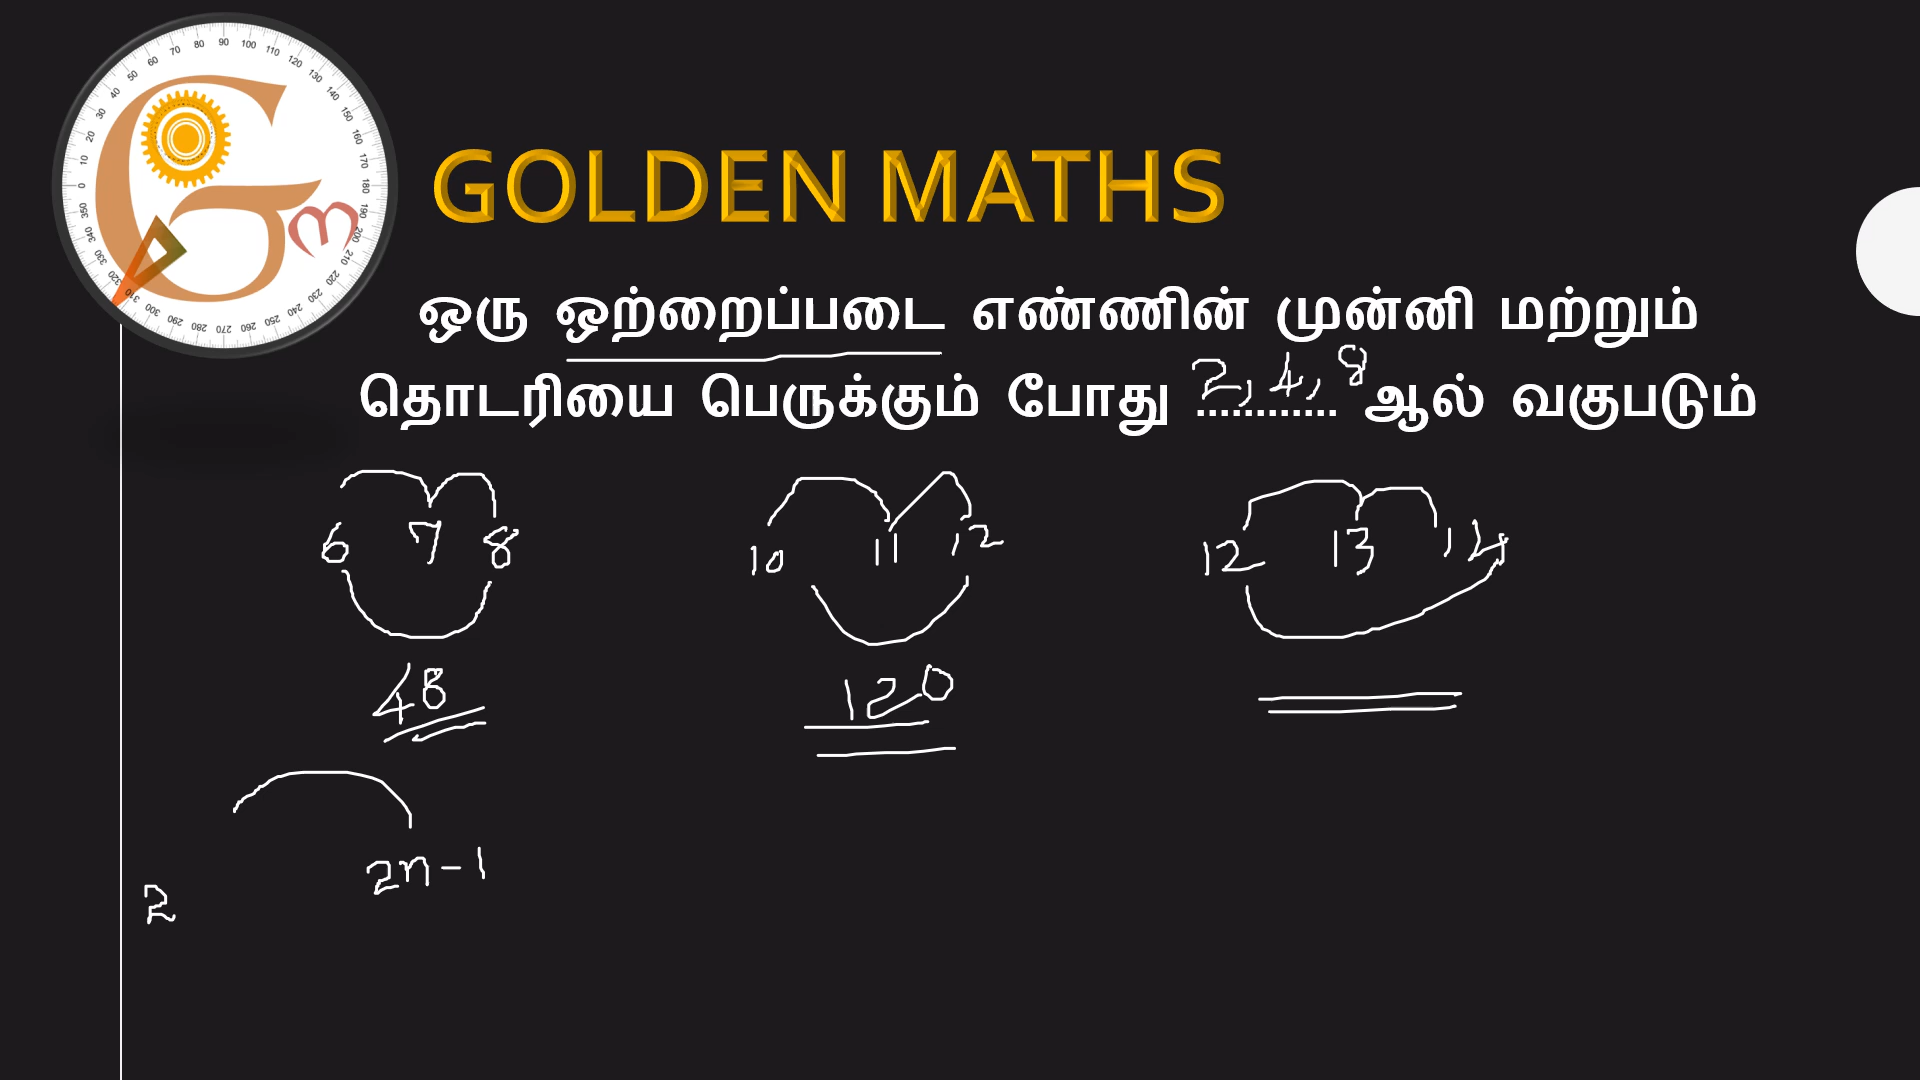 GOLDEN MATHS
ஒரு ஒற்றைப்படை எண்ணின் முன்னி மற்றும்
தொடரியை பெருக்கும் போது ............ ஆல் வகுபடும்
2, 4, 8
6 7 8
10 11 12
12 13 14
48
120
2n-1
2